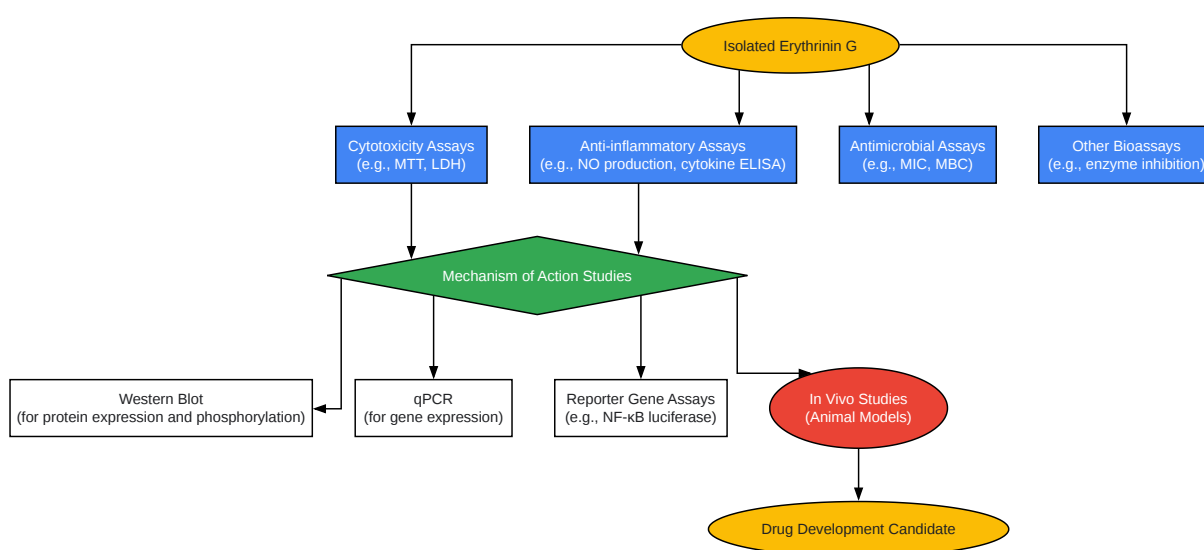 Isolated Erythrinin G
Cytotoxicity Assays
(e.g., MTT, LDH)
Anti-inflammatory Assays
(e.g., NO production, cytokine ELISA)
Antimicrobial Assays
(e.g., MIC, MBC)
Other Bioassays
(e.g., enzyme inhibition)
Mechanism of Action Studies
Western Blot
(for protein expression and phosphorylation)
qPCR
(for gene expression)
Reporter Gene Assays
(e.g., NF-κB luciferase)
In Vivo Studies
(Animal Models)
Drug Development Candidate